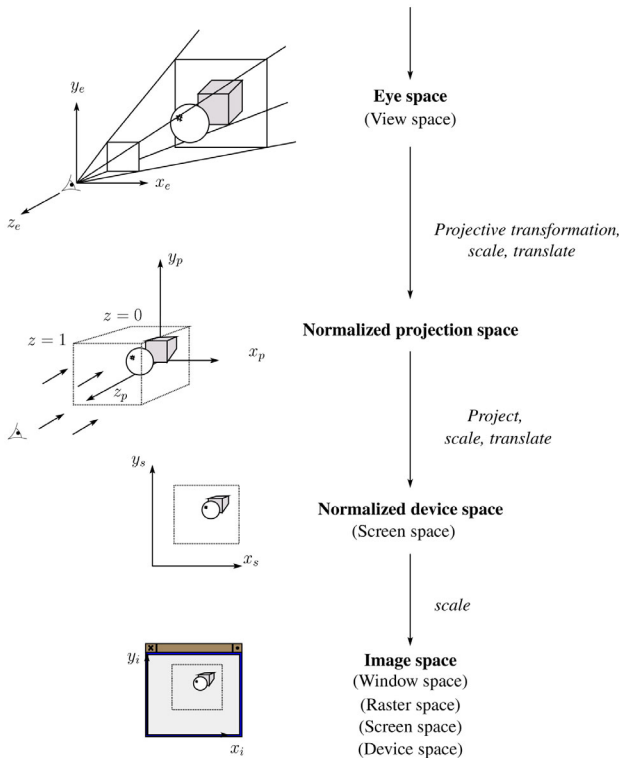 y_e
x_e
z_e
Eye space
(View space)
Projective transformation,
scale, translate
y_p
z = 0
z = 1
x_p
z_p
Normalized projection space
Project,
scale, translate
y_s
x_s
Normalized device space
(Screen space)
scale
y_i
x_i
Image space
(Window space)
(Raster space)
(Screen space)
(Device space)